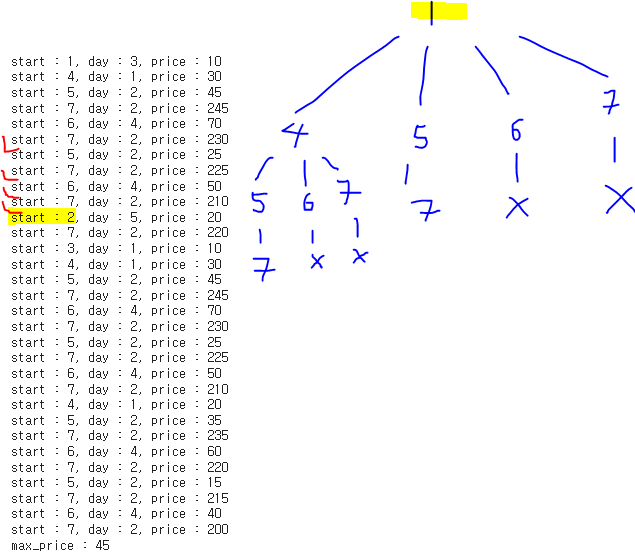 start : 1, day : 3, price : 10
start : 4, day : 1, price : 30
start : 5, day : 2, price : 45
start : 7, day : 2, price : 245
start : 6, day : 4, price : 70
start : 7, day : 2, price : 230
start : 5, day : 2, price : 25
start : 7, day : 2, price : 225
start : 6, day : 4, price : 50
start : 7, day : 2, price : 210
start : 2, day : 5, price : 20
start : 7, day : 2, price : 220
start : 3, day : 1, price : 10
start : 4, day : 1, price : 30
start : 5, day : 2, price : 45
start : 7, day : 2, price : 245
start : 6, day : 4, price : 70
start : 7, day : 2, price : 230
start : 5, day : 2, price : 25
start : 7, day : 2, price : 225
start : 6, day : 4, price : 50
start : 7, day : 2, price : 210
start : 4, day : 1, price : 20
start : 5, day : 2, price : 35
start : 7, day : 2, price : 235
start : 6, day : 4, price : 60
start : 7, day : 2, price : 220
start : 5, day : 2, price : 15
start : 7, day : 2, price : 215
start : 6, day : 4, price : 40
start : 7, day : 2, price : 200
max_price : 45
1
4 5 6 7
5 6 7 7 x x
7 x x